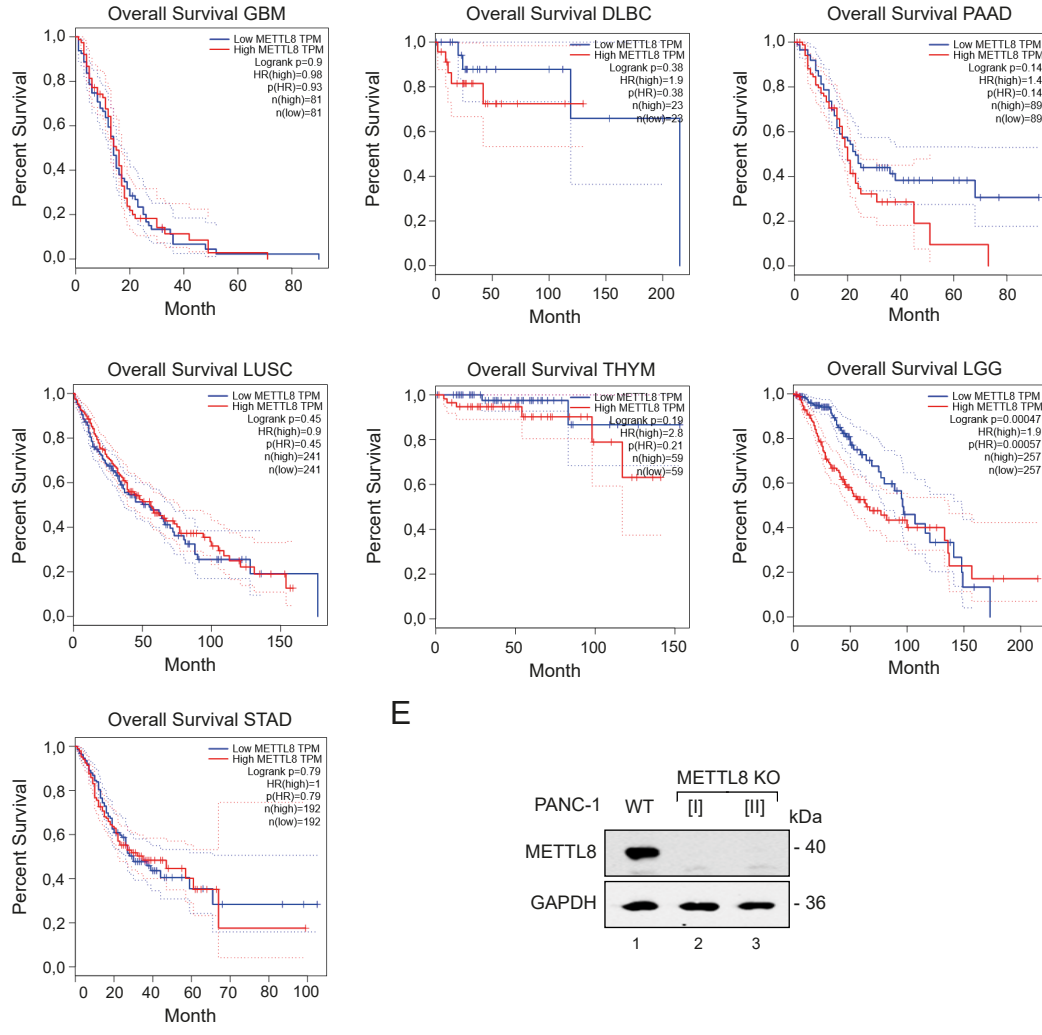 Overall Survival GBM
Percent Survival
1,0
0,8
0,6
0,4
0,2
0,0
Low METTL8 TPM
High METTL8 TPM
Logrank p=0.9
HR(high)=0.98
p(HR)=0.93
n(high)=81
n(low)=81
0 20 40 60 80
Month
Overall Survival DLBC
Percent Survival
1,0
0,8
0,6
0,4
0,2
0,0
Low METTL8 TPM
High METTL8 TPM
Logrank p=0.38
HR(high)=1.9
p(HR)=0.38
n(high)=23
n(low)=23
0 50 100 150 200
Month
Overall Survival PAAD
Percent Survival
1,0
0,8
0,6
0,4
0,2
0,0
Low METTL8 TPM
High METTL8 TPM
Logrank p=0.14
HR(high)=1.4
p(HR)=0.14
n(high)=89
n(low)=89
0 20 40 60 80
Month
Overall Survival LUSC
Percent Survival
1,0
0,8
0,6
0,4
0,2
0,0
Low METTL8 TPM
High METTL8 TPM
Logrank p=0.45
HR(high)=0.9
p(HR)=0.45
n(high)=241
n(low)=241
0 50 100 150
Month
Overall Survival THYM
Percent Survival
1,0
0,8
0,6
0,4
0,2
0,0
Low METTL8 TPM
High METTL8 TPM
Logrank p=0.19
HR(high)=2.8
p(HR)=0.21
n(high)=59
n(low)=59
0 50 100 150
Month
Overall Survival LGG
Percent Survival
1,0
0,8
0,6
0,4
0,2
0,0
Low METTL8 TPM
High METTL8 TPM
Logrank p=0.00047
HR(high)=1.9
p(HR)=0.00057
n(high)=257
n(low)=257
0 50 100 150 200
Month
Overall Survival STAD
Percent Survival
1,0
0,8
0,6
0,4
0,2
0,0
Low METTL8 TPM
High METTL8 TPM
Logrank p=0.79
HR(high)=1
p(HR)=0.79
n(high)=192
n(low)=192
0 20 40 60 70 80 100
Month
E
METTL8 KO
PANC-1 WT [I] [II] kDa
METTL8 - 40
GAPDH - 36
1 2 3